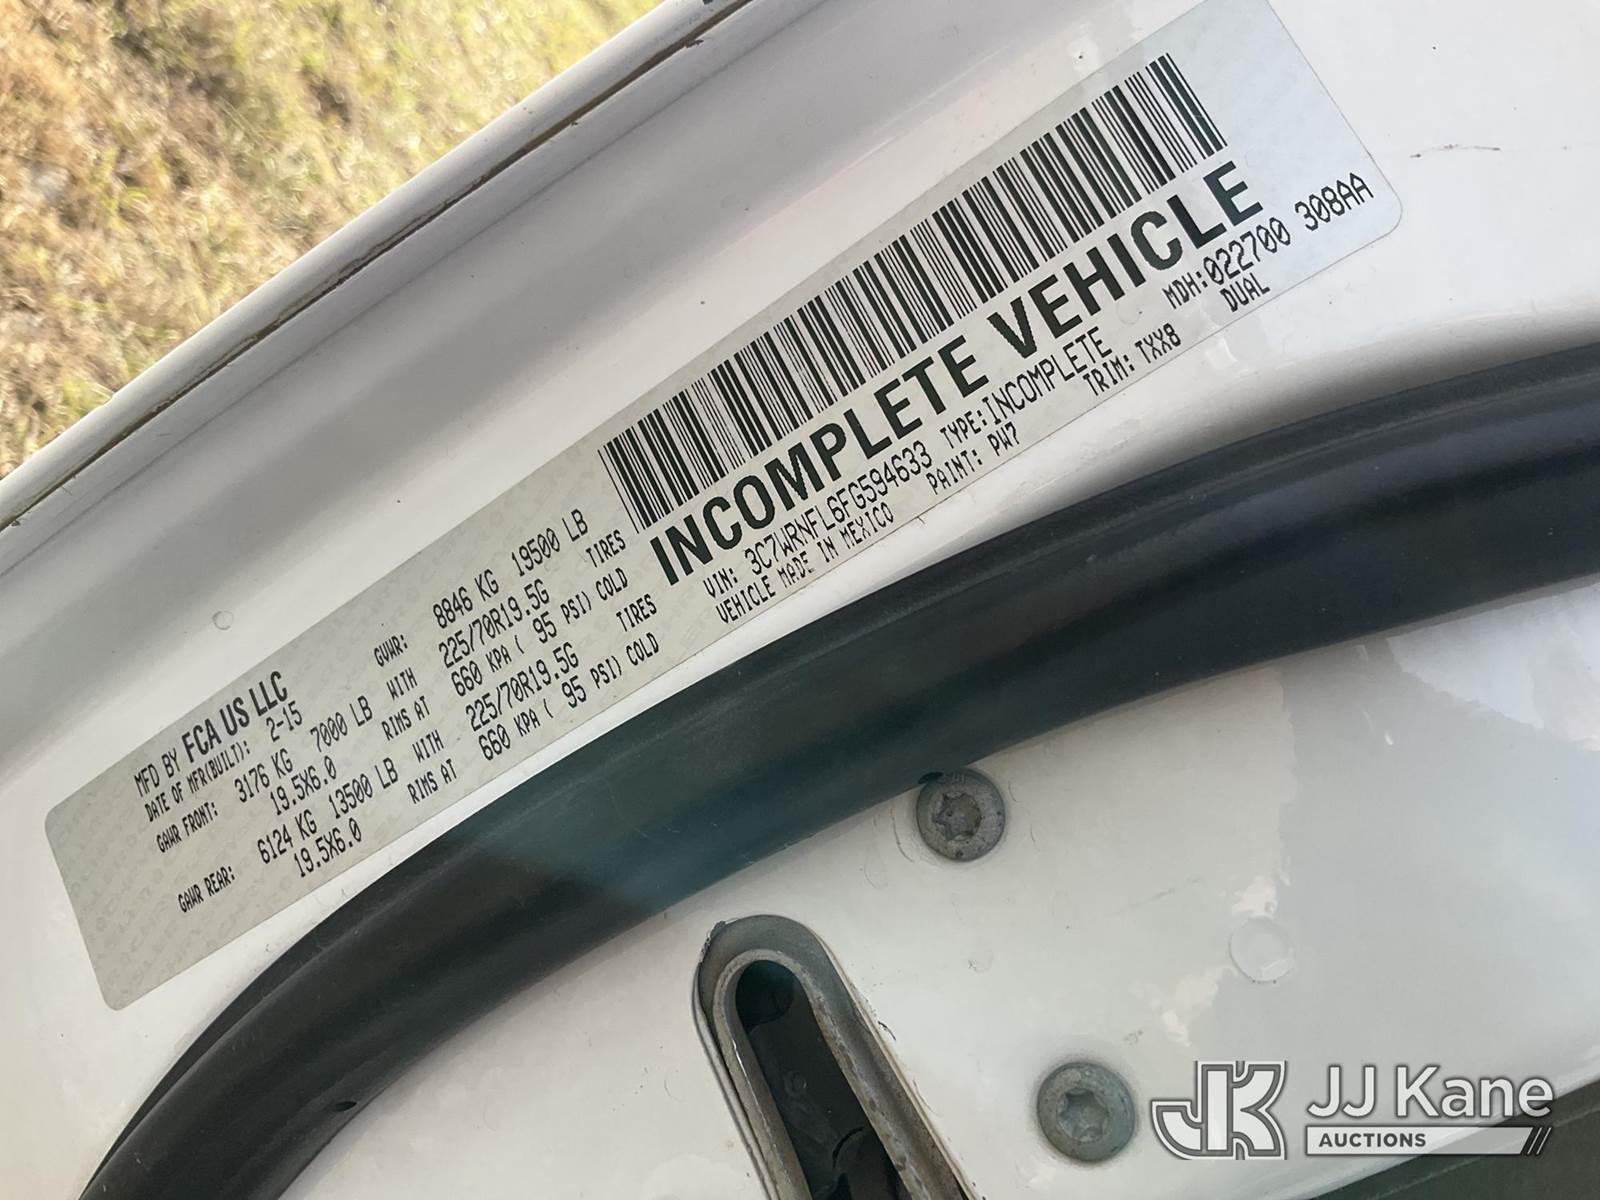 MFD BY FCA US LLC
DATE OF MFR(BUILT): 2-15 GVWR: 8846 KG 19500 LB
GAWR FRONT: 3176 KG 7000 LB WITH 225/70R19.5G TIRES
19.5X6.0 RIMS AT 660 KPA ( 95 PSI) COLD
GAWR REAR: 6124 KG 13500 LB WITH 225/70R19.5G TIRES
19.5X6.0 RIMS AT 660 KPA ( 95 PSI) COLD
INCOMPLETE VEHICLE
VIN: 3C7WRNFL6FG594633 TYPE: INCOMPLETE MDH: 022700 308AA
VEHICLE MADE IN MEXICO PAINT: PW7 TRIM: TXX8 DUAL
JK JJ Kane
AUCTIONS